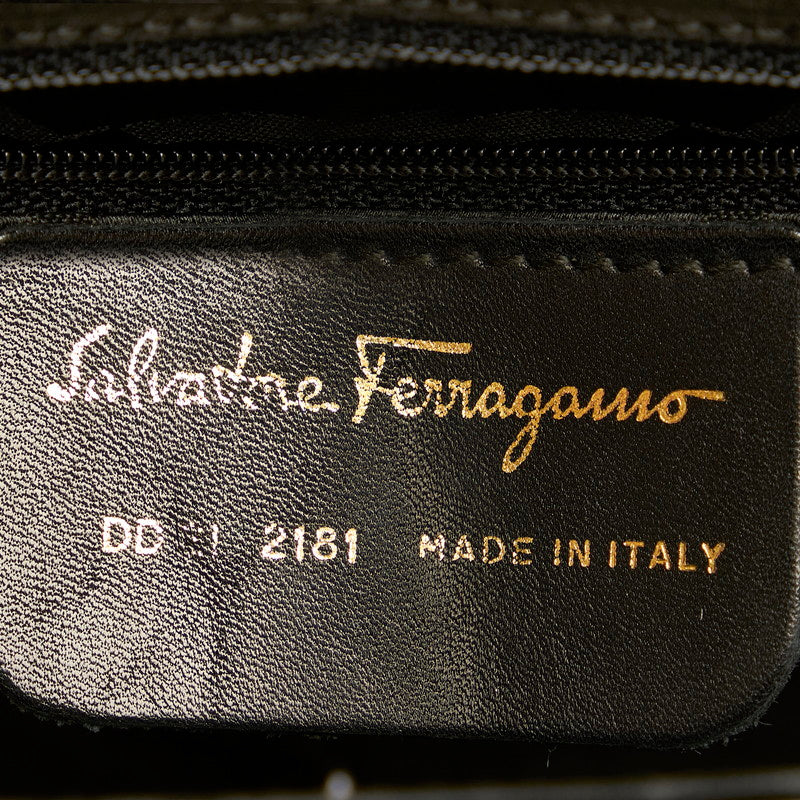 Salvatore Ferragamo
DD 2181 MADE IN ITALY